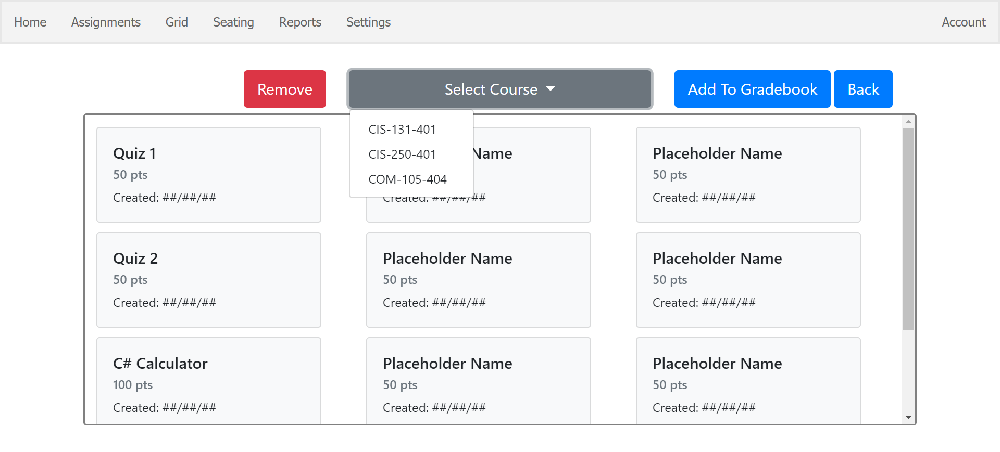 Home Assignments Grid Seating Reports Settings Account
Remove Select Course Add To Gradebook Back
CIS-131-401
CIS-250-401
COM-105-404
Quiz 1
50 pts
Created: ##/##/##
Name
Created: ##/##/##
Placeholder Name
50 pts
Created: ##/##/##
Quiz 2
50 pts
Created: ##/##/##
Placeholder Name
50 pts
Created: ##/##/##
Placeholder Name
50 pts
Created: ##/##/##
C# Calculator
100 pts
Created: ##/##/##
Placeholder Name
50 pts
Created: ##/##/##
Placeholder Name
50 pts
Created: ##/##/##